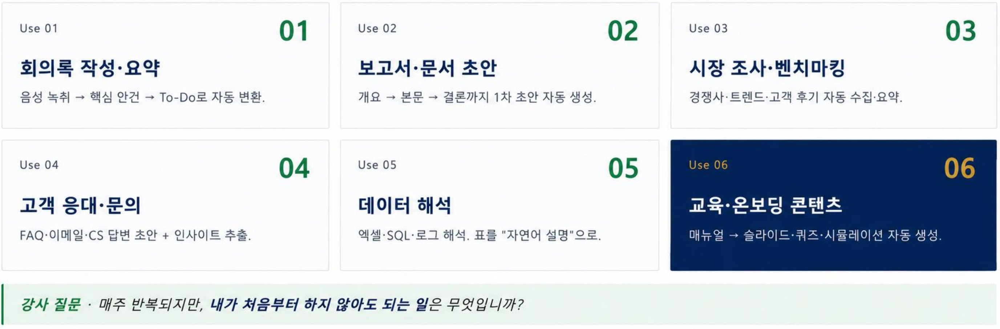 Use 01
01
회의록 작성·요약
음성 녹취 → 핵심 안건 → To-Do로 자동 변환.
Use 02
02
보고서·문서 초안
개요 → 본문 → 결론까지 1차 초안 자동 생성.
Use 03
03
시장 조사·벤치마킹
경쟁사·트렌드·고객 후기 자동 수집·요약.
Use 04
04
고객 응대·문의
FAQ·이메일·CS 답변 초안 + 인사이트 추출.
Use 05
05
데이터 해석
엑셀·SQL·로그 해석. 표를 "자연어 설명"으로.
Use 06
06
교육·온보딩 콘텐츠
매뉴얼 → 슬라이드·퀴즈·시뮬레이션 자동 생성.
강사 질문 · 매주 반복되지만, 내가 처음부터 하지 않아도 되는 일은 무엇입니까?